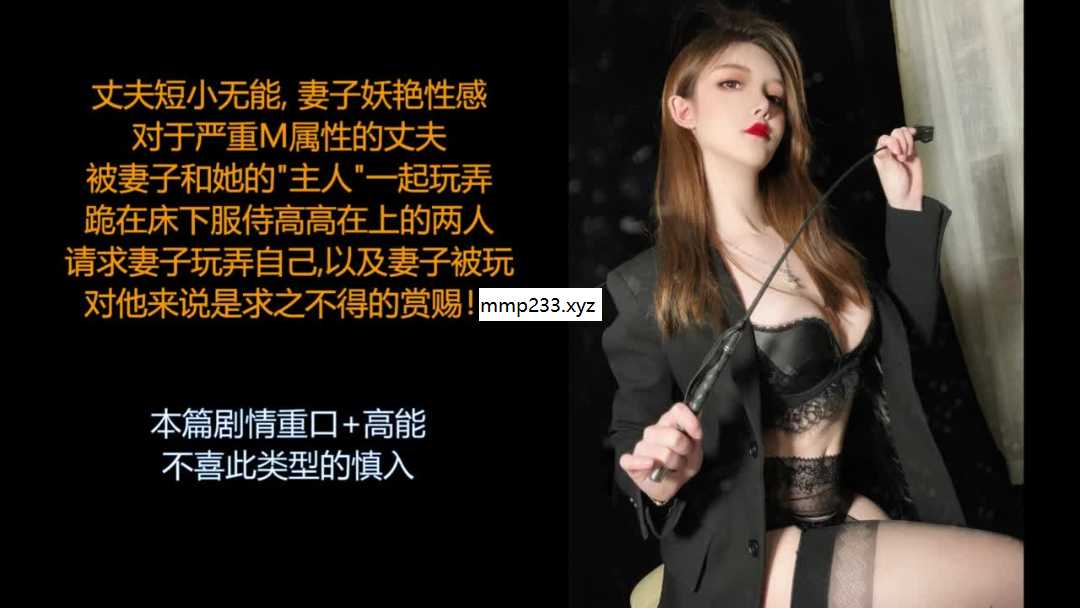 丈夫短小无能, 妻子妖艳性感
对于严重M属性的丈夫
被妻子和她的"主人"一起玩弄
跪在床下服侍高高在上的两人
请求妻子玩弄自己,以及妻子被玩
对他来说是求之不得的赏赐!
mmp233.xyz
本篇剧情重口+高能
不喜此类型的慎入